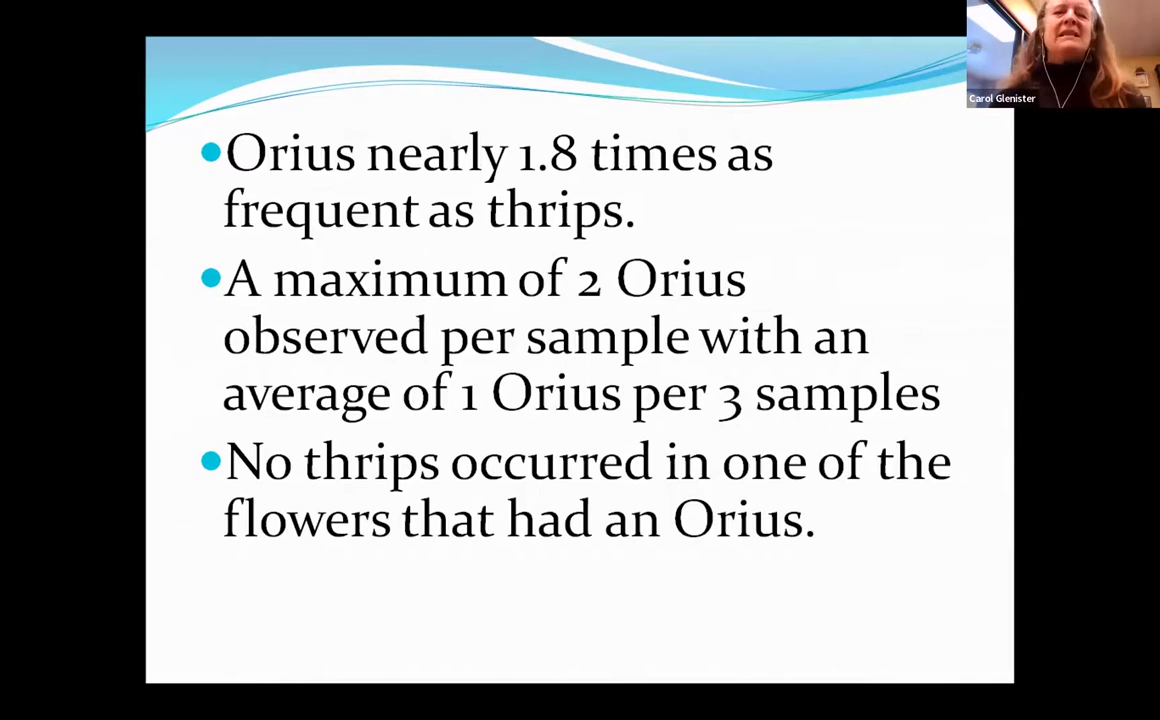 Carol Glenister
•Orius nearly 1.8 times as
frequent as thrips.
•A maximum of 2 Orius
observed per sample with an
average of 1 Orius per 3 samples
•No thrips occurred in one of the
flowers that had an Orius.